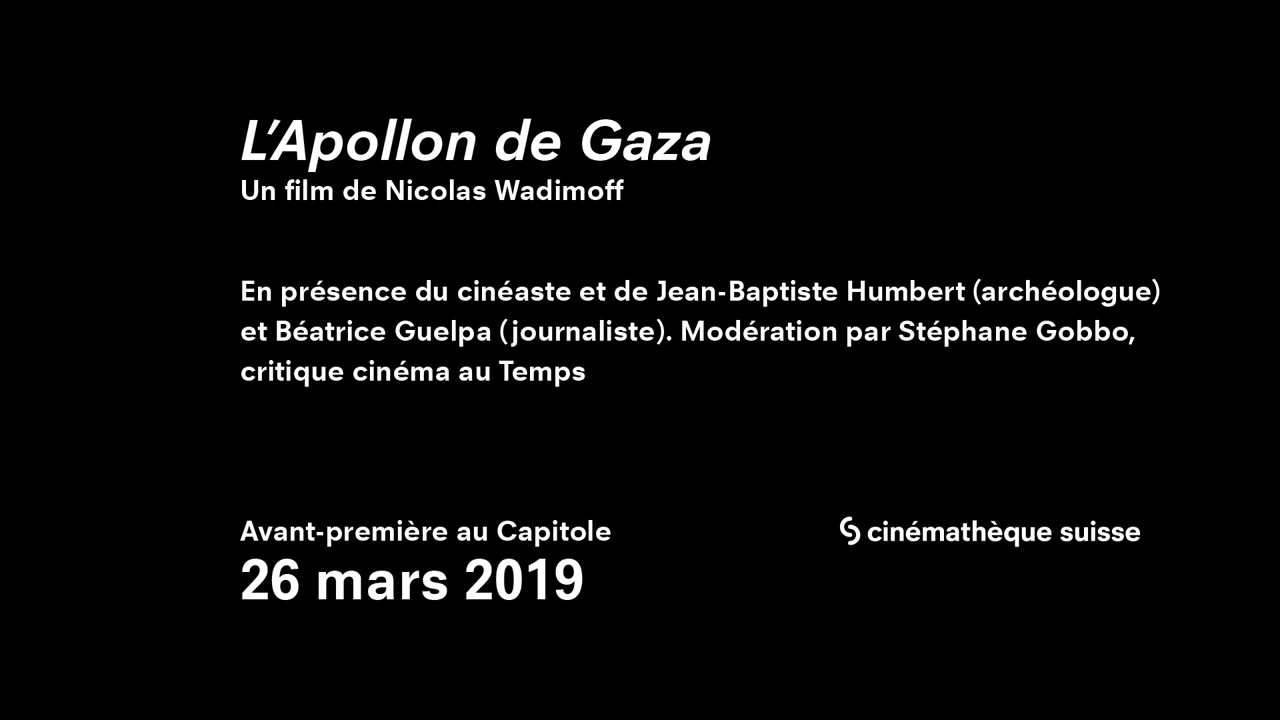 L'Apollon de Gaza
Un film de Nicolas Wadimoff
En présence du cinéaste et de Jean-Baptiste Humbert (archéologue)
et Béatrice Guelpa (journaliste). Modération par Stéphane Gobbo,
critique cinéma au Temps
Avant-première au Capitole
cinémathèque suisse
26 mars 2019